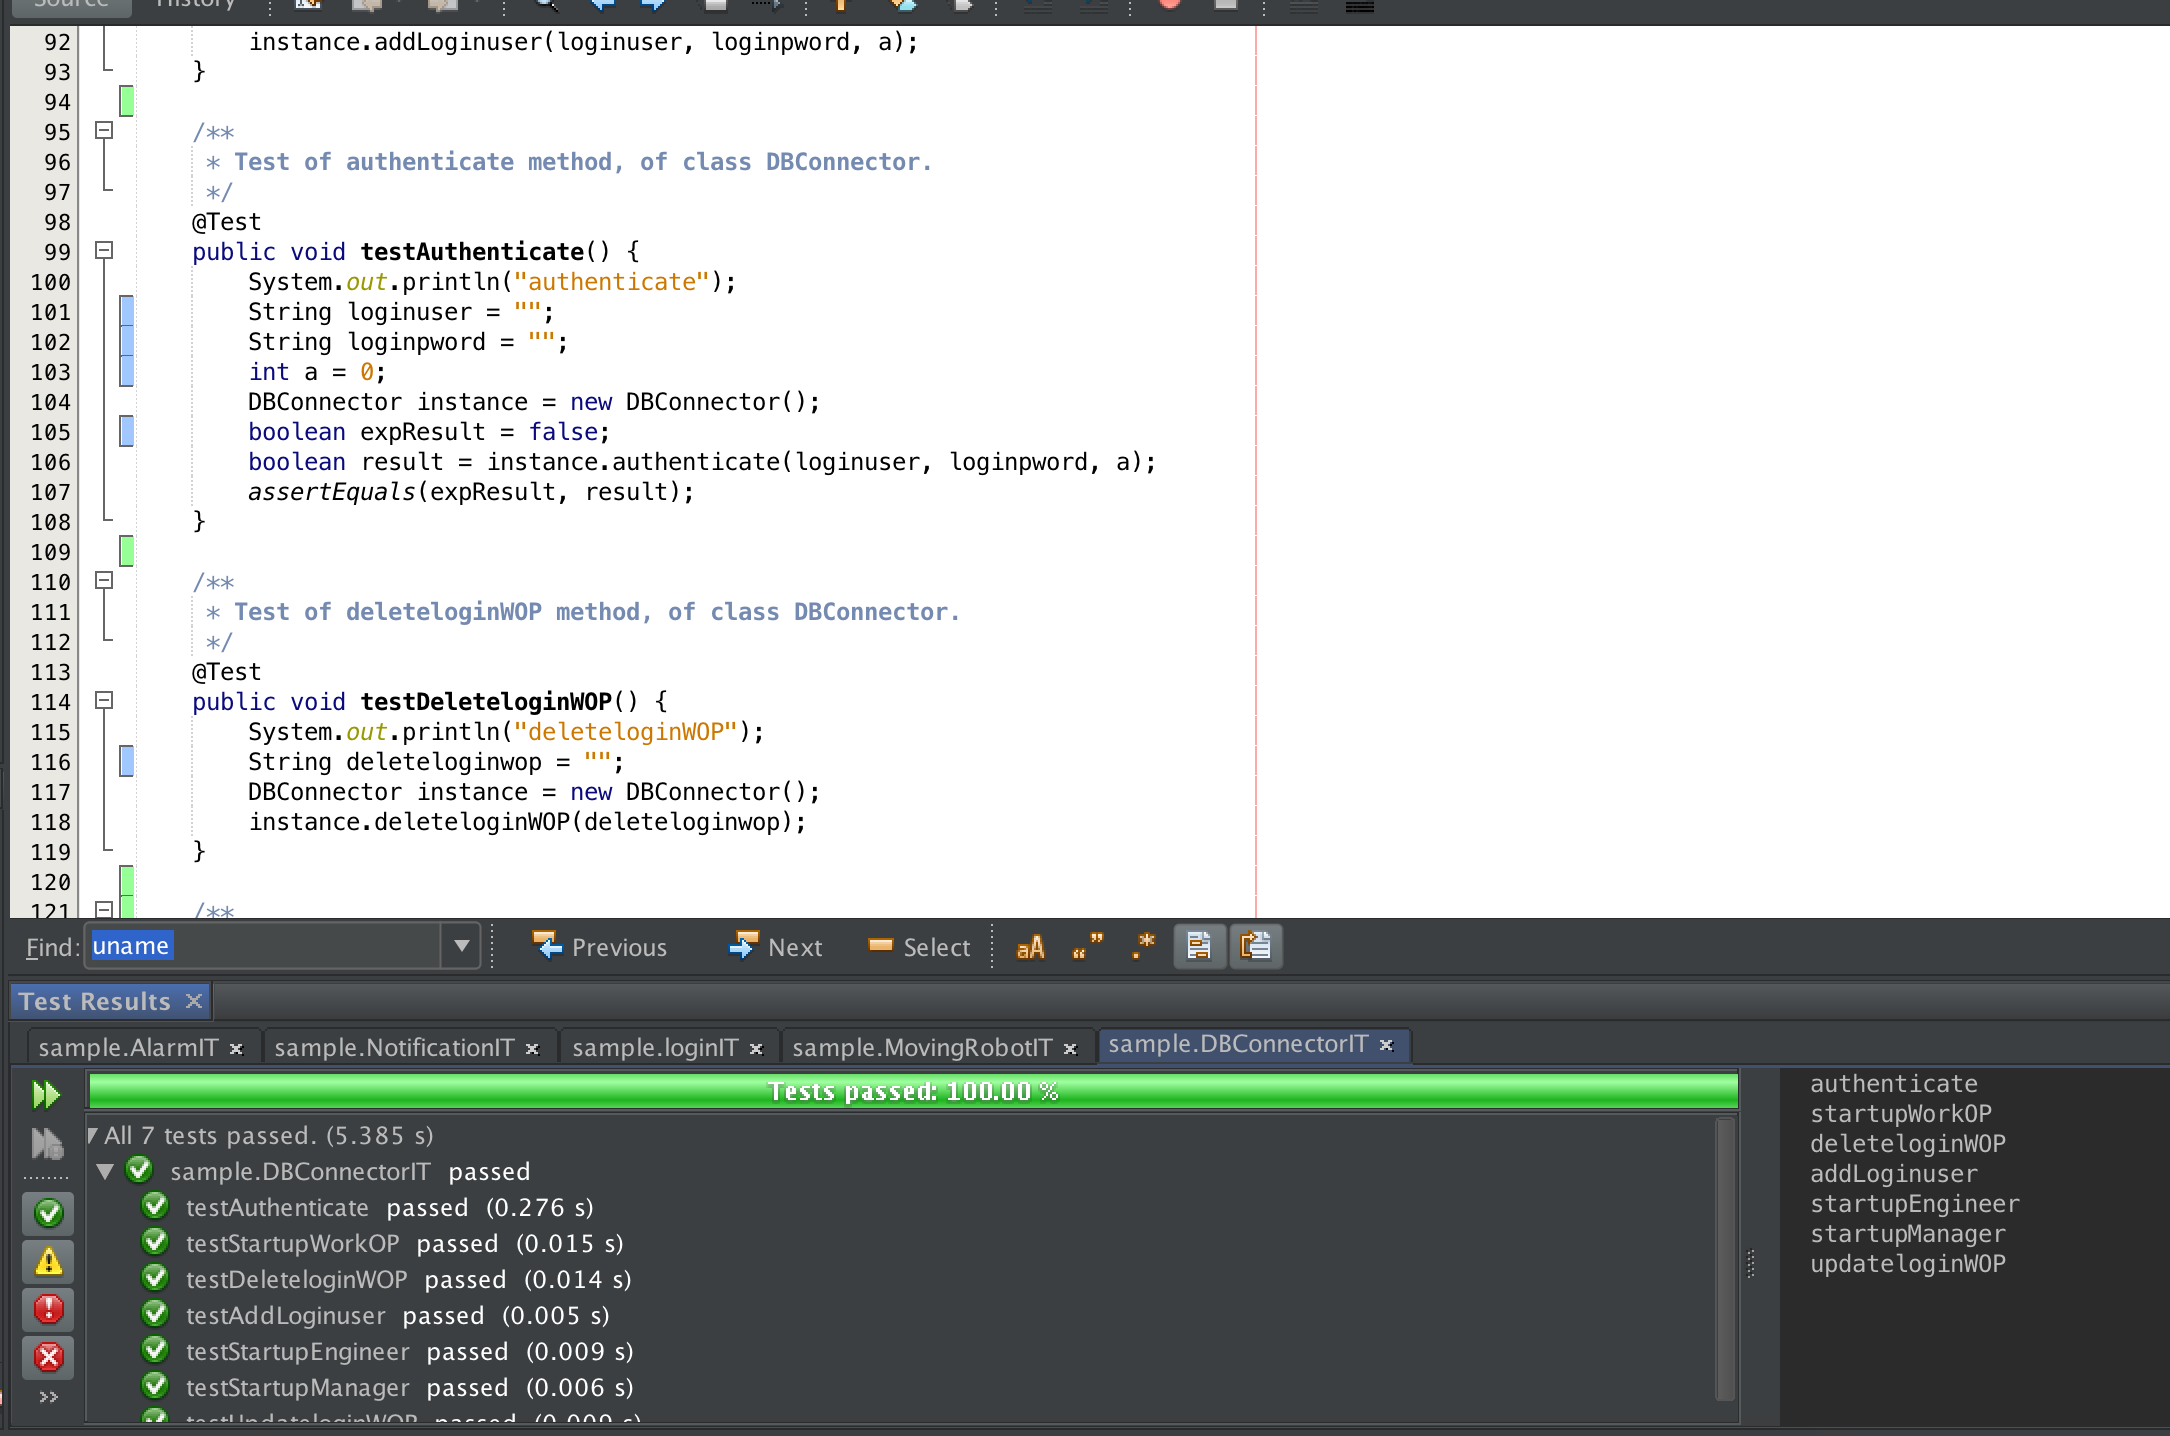 Source History
92 instance.addLoginuser(loginuser, loginpword, a);
93 }
94
95 /**
96 * Test of authenticate method, of class DBConnector.
97 */
98 @Test
99 public void testAuthenticate() {
100 System.out.println("authenticate");
101 String loginuser = "";
102 String loginpword = "";
103 int a = 0;
104 DBConnector instance = new DBConnector();
105 boolean expResult = false;
106 boolean result = instance.authenticate(loginuser, loginpword, a);
107 assertEquals(expResult, result);
108 }
109
110 /**
111 * Test of deleteloginWOP method, of class DBConnector.
112 */
113 @Test
114 public void testDeleteloginWOP() {
115 System.out.println("deleteloginWOP");
116 String deleteloginwop = "";
117 DBConnector instance = new DBConnector();
118 instance.deleteloginWOP(deleteloginwop);
119 }
120
121 /**
Find: uname Previous Next Select aA
Test Results
sample.AlarmIT sample.NotificationIT sample.loginIT sample.MovingRobotIT sample.DBConnectorIT
Tests passed: 100.00 %
All 7 tests passed. (5.385 s)
sample.DBConnectorIT passed
testAuthenticate passed (0.276 s)
testStartupWorkOP passed (0.015 s)
testDeleteloginWOP passed (0.014 s)
testAddLoginuser passed (0.005 s)
testStartupEngineer passed (0.009 s)
testStartupManager passed (0.006 s)
testUpdateloginWOP passed (0.009 s)
authenticate
startupWorkOP
deleteloginWOP
addLoginuser
startupEngineer
startupManager
updateloginWOP